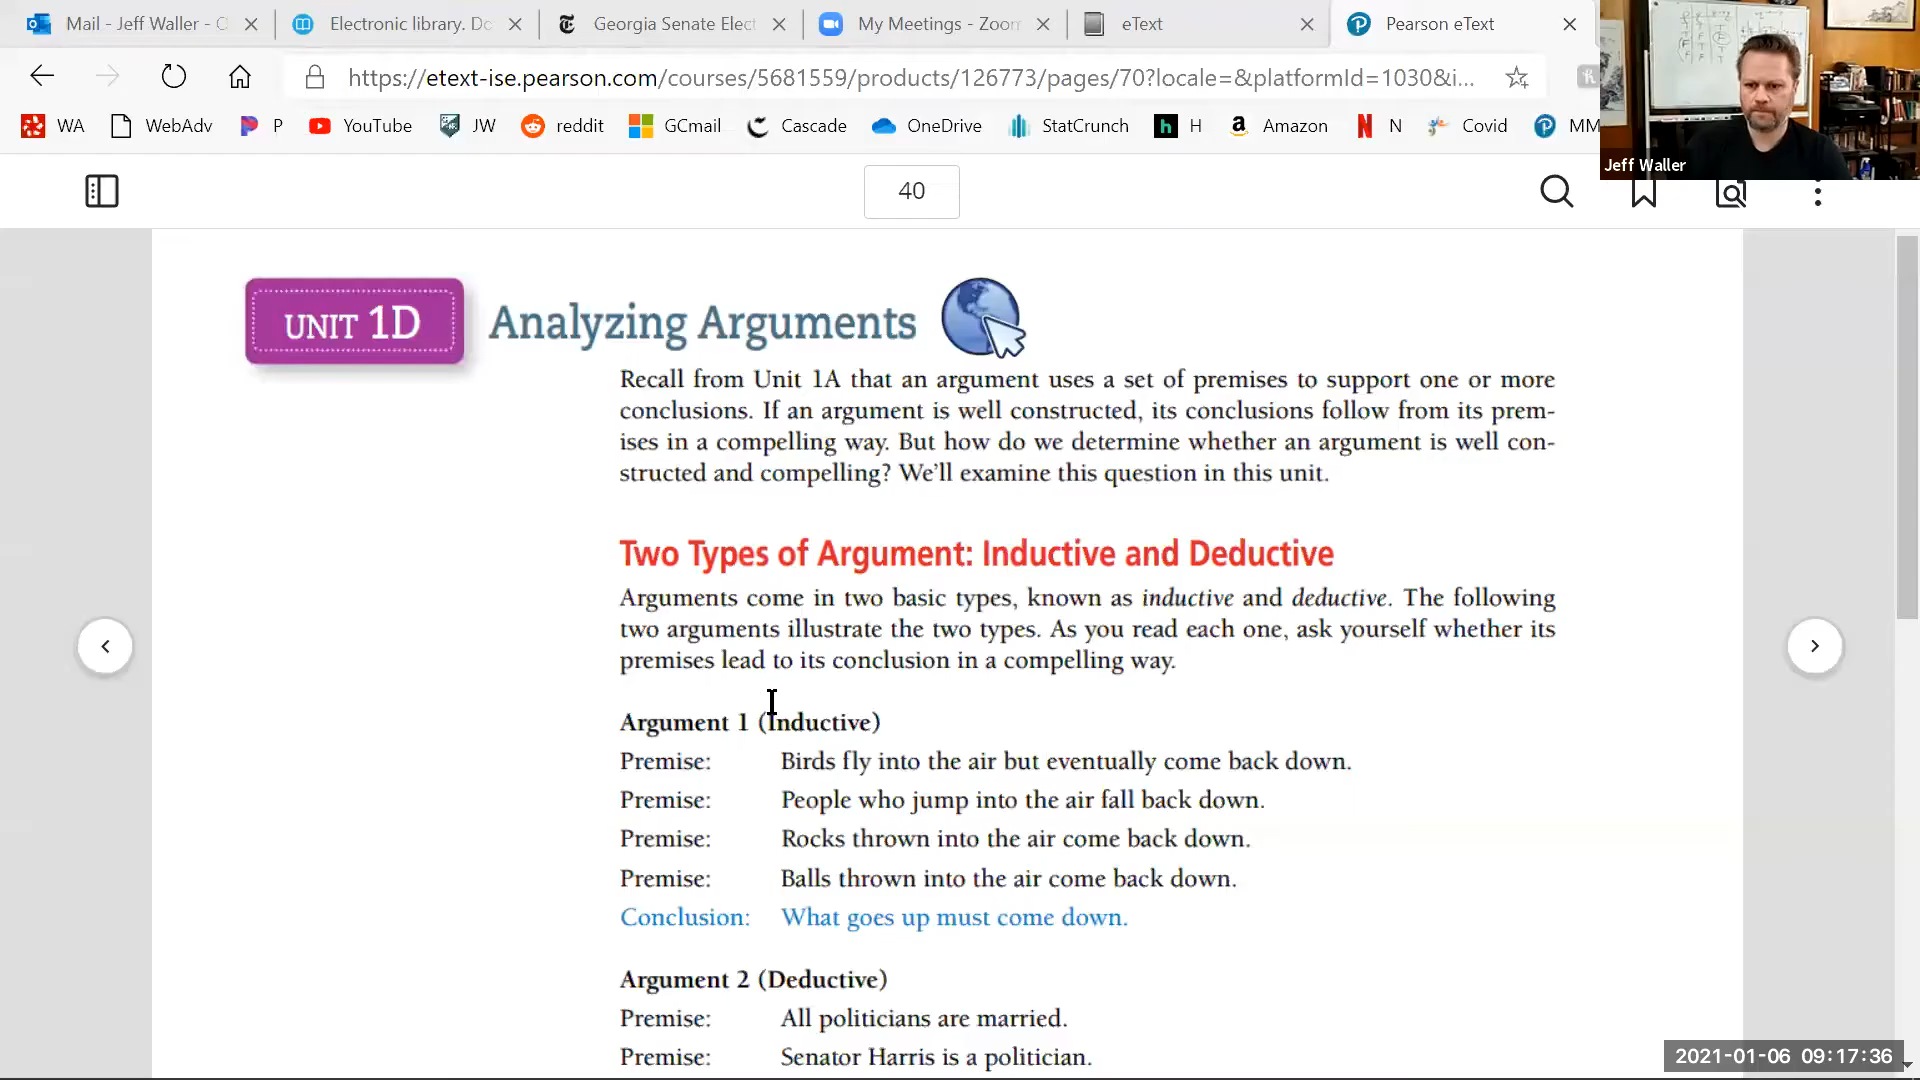 Mail - Jeff Waller - C
Electronic library. Do
Georgia Senate Elect
My Meetings - Zoom
eText
Pearson eText
https://etext-ise.pearson.com/courses/5681559/products/126773/pages/70?locale=&platformId=1030&i...
WA
WebAdv
P
YouTube
JW
reddit
GCmail
Cascade
OneDrive
StatCrunch
H
Amazon
N
Covid
MM
Jeff Waller
40
UNIT 1D
Analyzing Arguments
Recall from Unit 1A that an argument uses a set of premises to support one or more
conclusions. If an argument is well constructed, its conclusions follow from its prem-
ises in a compelling way. But how do we determine whether an argument is well con-
structed and compelling? We'll examine this question in this unit.
Two Types of Argument: Inductive and Deductive
Arguments come in two basic types, known as inductive and deductive. The following
two arguments illustrate the two types. As you read each one, ask yourself whether its
premises lead to its conclusion in a compelling way.
Argument 1 (Inductive)
Premise: Birds fly into the air but eventually come back down.
Premise: People who jump into the air fall back down.
Premise: Rocks thrown into the air come back down.
Premise: Balls thrown into the air come back down.
Conclusion: What goes up must come down.
Argument 2 (Deductive)
Premise: All politicians are married.
Premise: Senator Harris is a politician.
2021-01-06 09:17:36